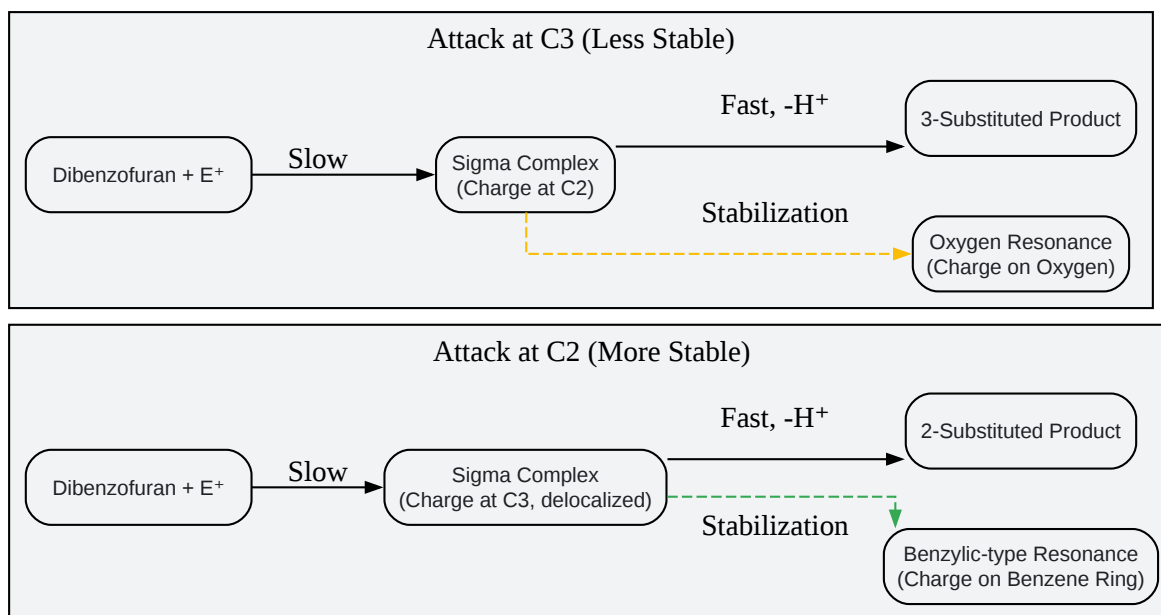 Attack at C3 (Less Stable)
Fast, -H⁺
3-Substituted Product
Dibenzofuran + E⁺
Slow
Sigma Complex
(Charge at C2)
Stabilization
Oxygen Resonance
(Charge on Oxygen)
Attack at C2 (More Stable)
Fast, -H⁺
2-Substituted Product
Dibenzofuran + E⁺
Slow
Sigma Complex
(Charge at C3, delocalized)
Stabilization
Benzylic-type Resonance
(Charge on Benzene Ring)